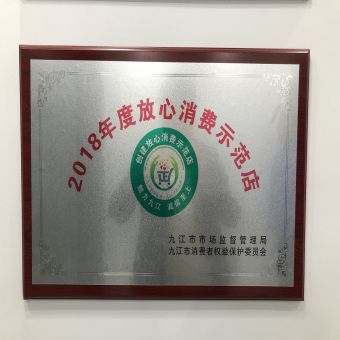 2018年度放心消费示范店
创建放心消费示范店
魅力九江 诚信至上
九江市市场监督管理局
九江市消费者权益保护委员会